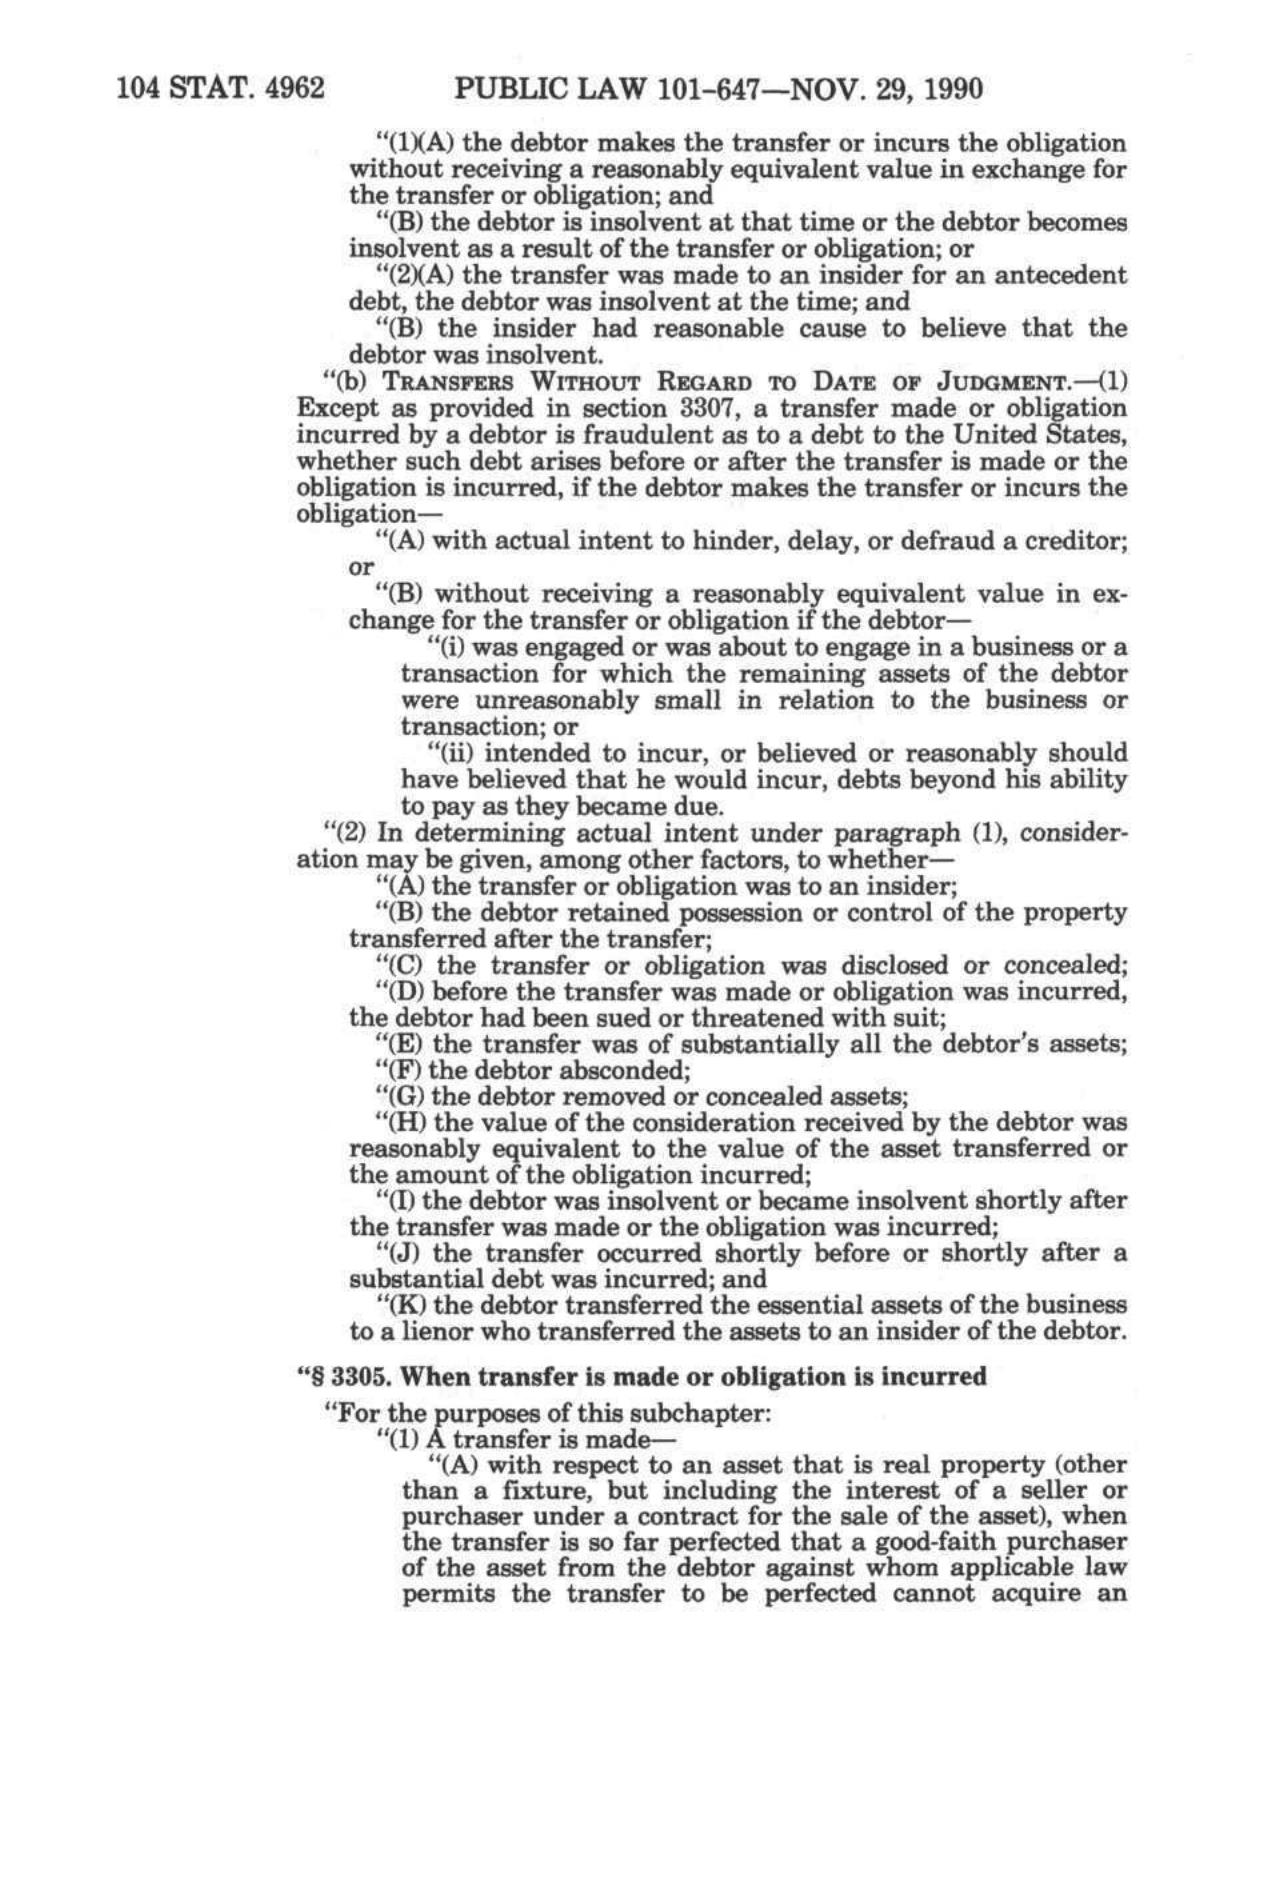 104 STAT. 4962 PUBLIC LAW 101–647—NOV. 29, 1990
“(1)(A) the debtor makes the transfer or incurs the obligation
without receiving a reasonably equivalent value in exchange for
the transfer or obligation; and
“(B) the debtor is insolvent at that time or the debtor becomes
insolvent as a result of the transfer or obligation; or
“(2)(A) the transfer was made to an insider for an antecedent
debt, the debtor was insolvent at the time; and
“(B) the insider had reasonable cause to believe that the
debtor was insolvent.
“(b) TRANSFERS WITHOUT REGARD TO DATE OF JUDGMENT.—(1)
Except as provided in section 3307, a transfer made or obligation
incurred by a debtor is fraudulent as to a debt to the United States,
whether such debt arises before or after the transfer is made or the
obligation is incurred, if the debtor makes the transfer or incurs the
obligation—
“(A) with actual intent to hinder, delay, or defraud a creditor;
or
“(B) without receiving a reasonably equivalent value in ex-
change for the transfer or obligation if the debtor—
“(i) was engaged or was about to engage in a business or a
transaction for which the remaining assets of the debtor
were unreasonably small in relation to the business or
transaction; or
“(ii) intended to incur, or believed or reasonably should
have believed that he would incur, debts beyond his ability
to pay as they became due.
“(2) In determining actual intent under paragraph (1), consider-
ation may be given, among other factors, to whether—
“(A) the transfer or obligation was to an insider;
“(B) the debtor retained possession or control of the property
transferred after the transfer;
“(C) the transfer or obligation was disclosed or concealed;
“(D) before the transfer was made or obligation was incurred,
the debtor had been sued or threatened with suit;
“(E) the transfer was of substantially all the debtor's assets;
“(F) the debtor absconded;
“(G) the debtor removed or concealed assets;
“(H) the value of the consideration received by the debtor was
reasonably equivalent to the value of the asset transferred or
the amount of the obligation incurred;
“(I) the debtor was insolvent or became insolvent shortly after
the transfer was made or the obligation was incurred;
“(J) the transfer occurred shortly before or shortly after a
substantial debt was incurred; and
“(K) the debtor transferred the essential assets of the business
to a lienor who transferred the assets to an insider of the debtor.
“§ 3305. When transfer is made or obligation is incurred
“For the purposes of this subchapter:
“(1) A transfer is made—
“(A) with respect to an asset that is real property (other
than a fixture, but including the interest of a seller or
purchaser under a contract for the sale of the asset), when
the transfer is so far perfected that a good-faith purchaser
of the asset from the debtor against whom applicable law
permits the transfer to be perfected cannot acquire an